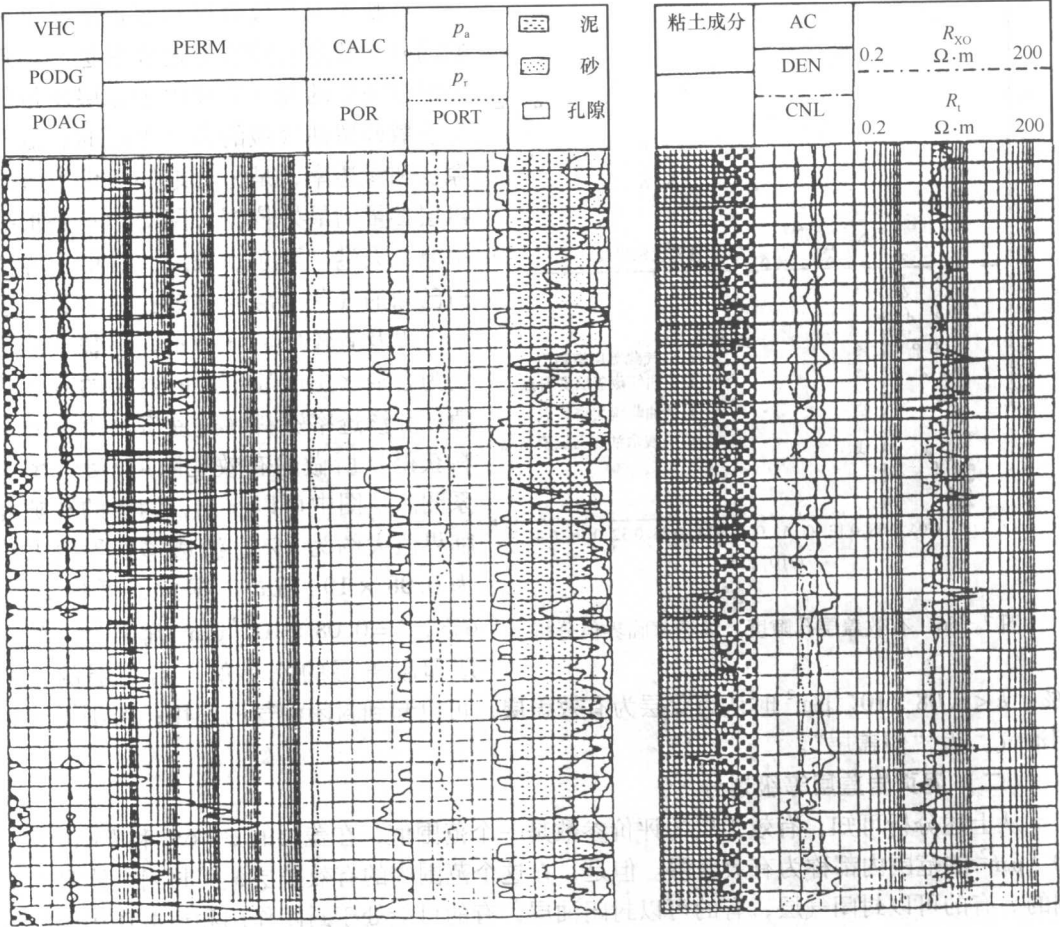 VHC
PODG
POAG
PERM
CALC
POR
pa
pr
PORT
泥
砂
孔隙
粘土成分
AC
DEN
CNL
RXO
0.2 Ω·m 200
Rt
0.2 Ω·m 200